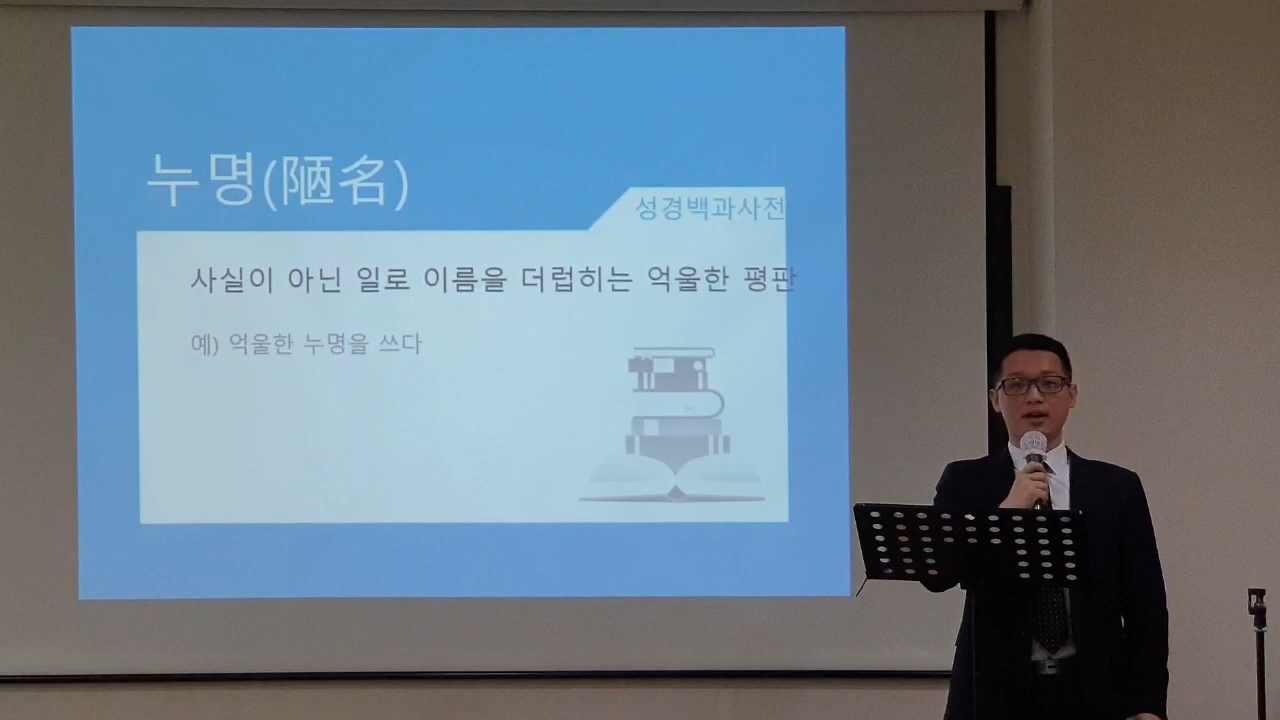 누명(陋名)
성경백과사전
사실이 아닌 일로 이름을 더럽히는 억울한 평판
예) 억울한 누명을 쓰다